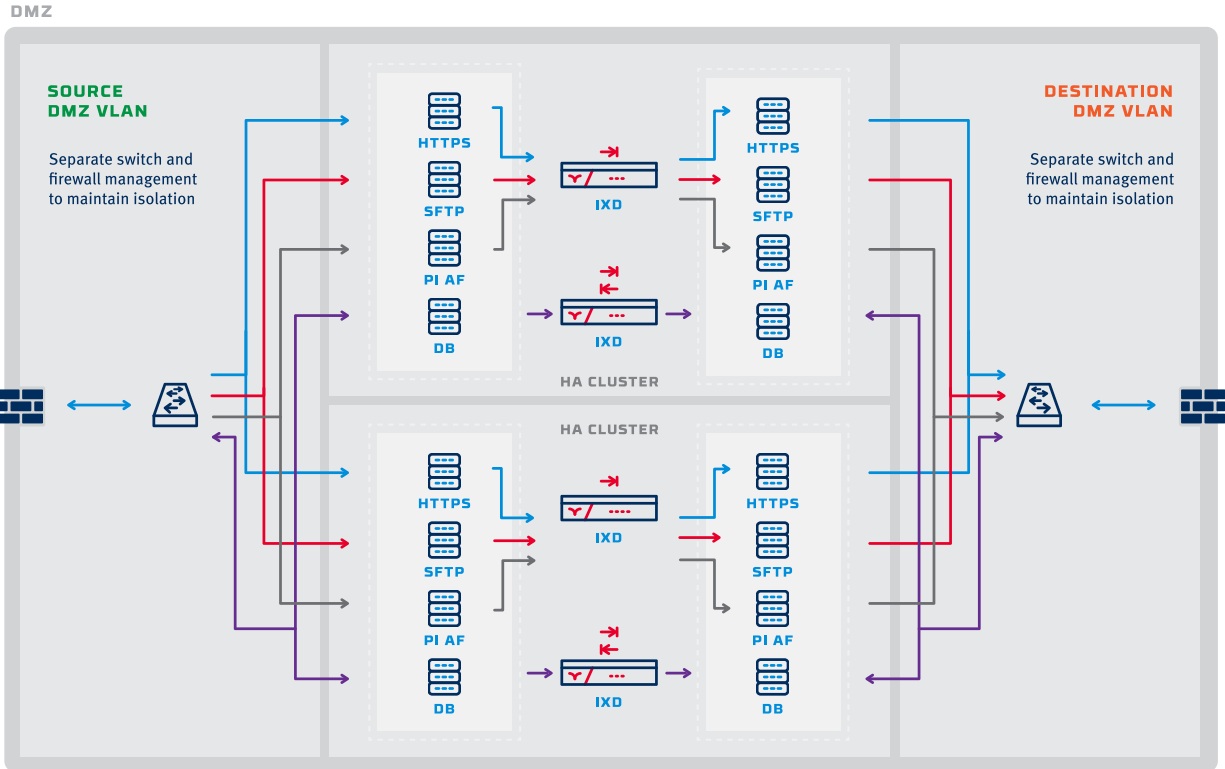 DMZ
SOURCE
DMZ VLAN
Separate switch and
firewall management
to maintain isolation
HTTPS
SFTP
PI AF
DB
IXD
IXD
HTTPS
SFTP
PI AF
DB
HA CLUSTER
DESTINATION
DMZ VLAN
Separate switch and
firewall management
to maintain isolation
HA CLUSTER
HTTPS
SFTP
PI AF
DB
IXD
IXD
HTTPS
SFTP
PI AF
DB